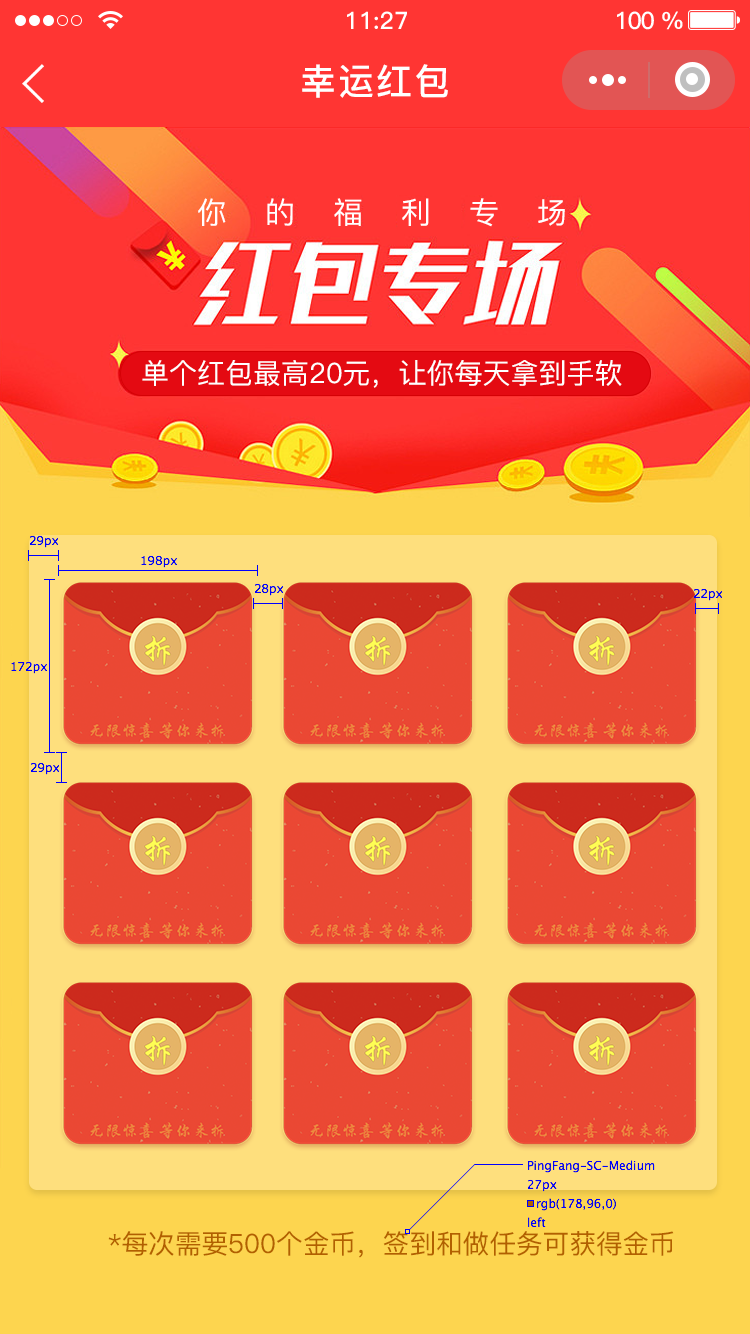 11:27
100 %
幸运红包
你的福利专场
红包专场
单个红包最高20元，让你每天拿到手软
29px
198px
28px
22px
172px
拆
拆
拆
无限惊喜 等你来拆
无限惊喜 等你来拆
无限惊喜 等你来拆
29px
拆
拆
拆
无限惊喜 等你来拆
无限惊喜 等你来拆
无限惊喜 等你来拆
拆
拆
拆
无限惊喜 等你来拆
无限惊喜 等你来拆
无限惊喜 等你来拆
PingFang-SC-Medium
27px
rgb(178,96,0)
left
*每次需要500个金币，签到和做任务可获得金币